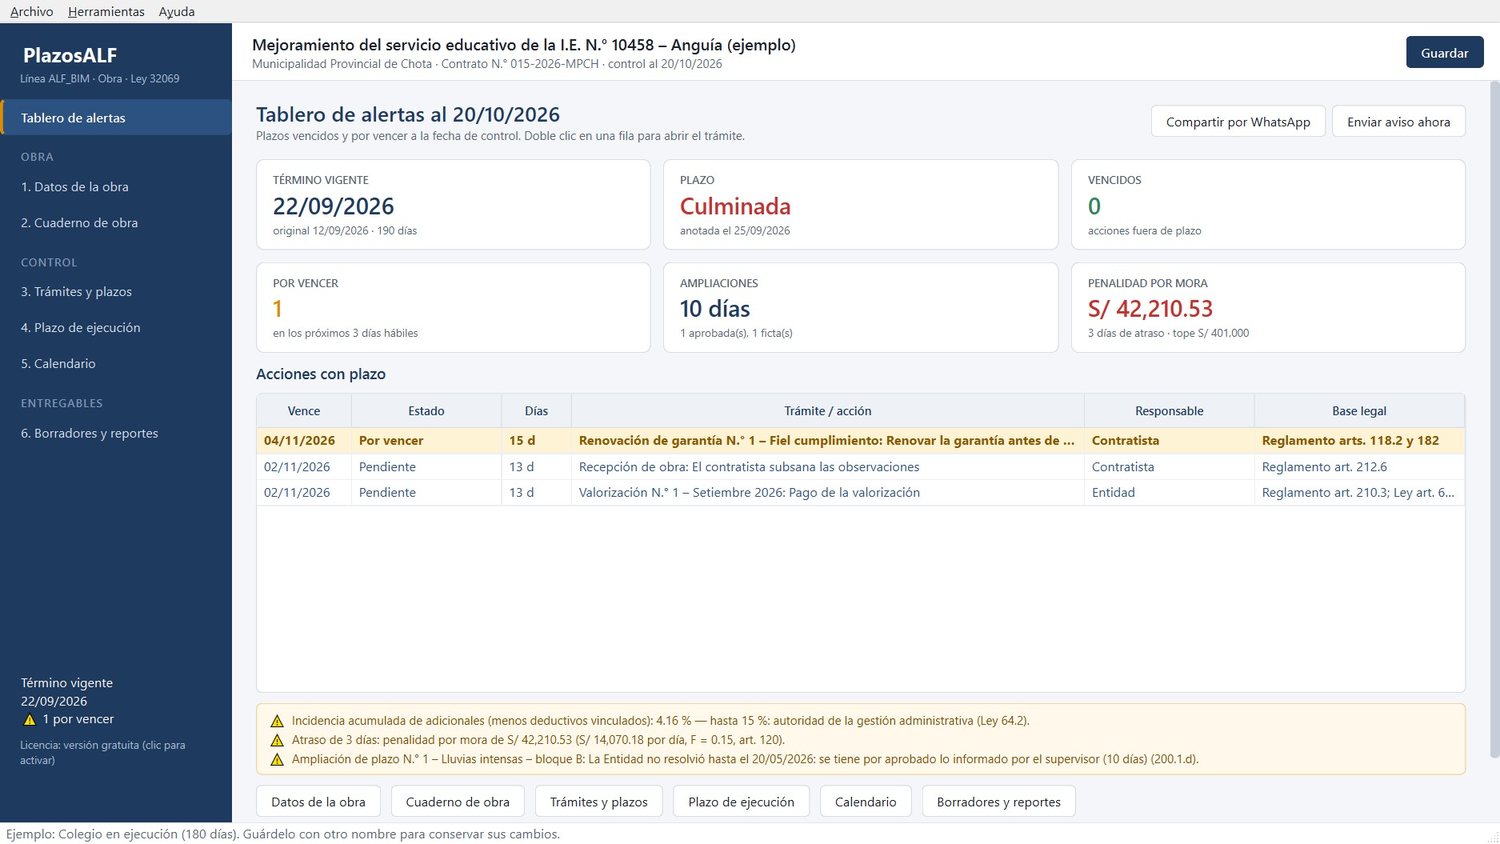 Archivo Herramientas Ayuda
PlazosALF
Línea ALF_BIM · Obra · Ley 32069
Tablero de alertas
OBRA
1. Datos de la obra
2. Cuaderno de obra
CONTROL
3. Trámites y plazos
4. Plazo de ejecución
5. Calendario
ENTREGABLES
6. Borradores y reportes
Término vigente
22/09/2026
1 por vencer
Licencia: versión gratuita (clic para
activar)
Mejoramiento del servicio educativo de la I.E. N.° 10458 – Anguía (ejemplo)
Municipalidad Provincial de Chota · Contrato N.° 015-2026-MPCH · control al 20/10/2026
Guardar
Tablero de alertas al 20/10/2026
Plazos vencidos y por vencer a la fecha de control. Doble clic en una fila para abrir el trámite.
Compartir por WhatsApp
Enviar aviso ahora
TÉRMINO VIGENTE
22/09/2026
original 12/09/2026 · 190 días
PLAZO
Culminada
anotada el 25/09/2026
VENCIDOS
0
acciones fuera de plazo
POR VENCER
1
en los próximos 3 días hábiles
AMPLIACIONES
10 días
1 aprobada(s), 1 ficta(s)
PENALIDAD POR MORA
S/ 42,210.53
3 días de atraso · tope S/ 401,000
Acciones con plazo
Vence Estado Días Trámite / acción Responsable Base legal
04/11/2026 Por vencer 15 d Renovación de garantía N.° 1 – Fiel cumplimiento: Renovar la garantía antes de ... Contratista Reglamento arts. 118.2 y 182
02/11/2026 Pendiente 13 d Recepción de obra: El contratista subsana las observaciones Contratista Reglamento art. 212.6
02/11/2026 Pendiente 13 d Valorización N.° 1 – Setiembre 2026: Pago de la valorización Entidad Reglamento art. 210.3; Ley art. 6...
Incidencia acumulada de adicionales (menos deductivos vinculados): 4.16 % — hasta 15 %: autoridad de la gestión administrativa (Ley 64.2).
Atraso de 3 días: penalidad por mora de S/ 42,210.53 (S/ 14,070.18 por día, F = 0.15, art. 120).
Ampliación de plazo N.° 1 – Lluvias intensas – bloque B: La Entidad no resolvió hasta el 20/05/2026: se tiene por aprobado lo informado por el supervisor (10 días) (200.1.d).
Datos de la obra
Cuaderno de obra
Trámites y plazos
Plazo de ejecución
Calendario
Borradores y reportes
Ejemplo: Colegio en ejecución (180 días). Guárdelo con otro nombre para conservar sus cambios.